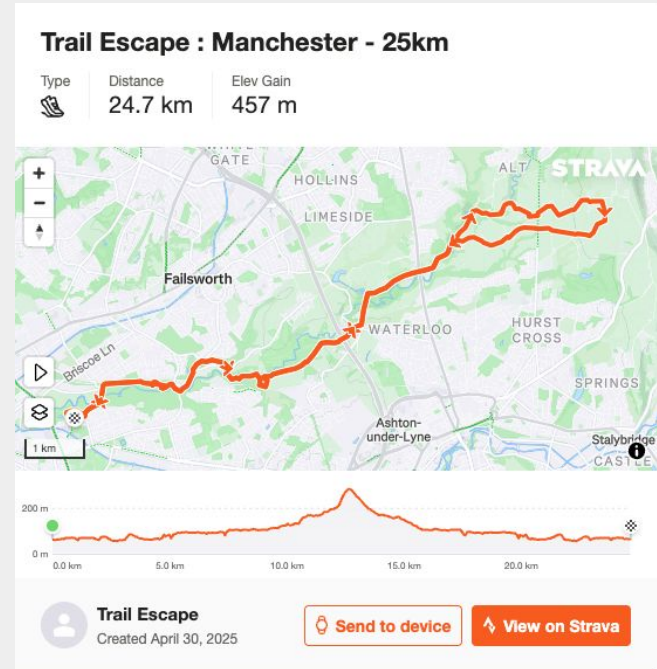 Trail Escape : Manchester - 25km
Type
Distance
Elev Gain
24.7 km
457 m
GATE
HOLLINS
ALT
STRAVA
LIMESIDE
Failsworth
WATERLOO
HURST
CROSS
Briscoe Ln
SPRINGS
Ashton-
under-Lyne
Stalybridge
CASTLE
1 km
200 m
0 m
0.0 km
5.0 km
10.0 km
15.0 km
20.0 km
Trail Escape
Created April 30, 2025
Send to device
View on Strava